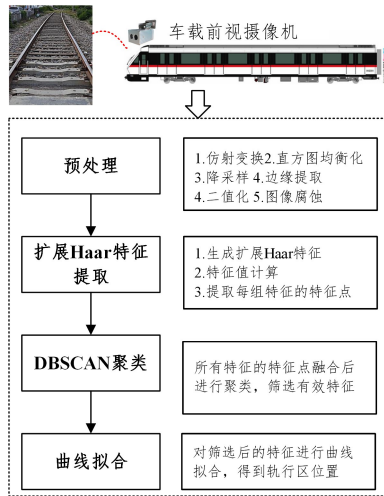 车载前视摄像机
预处理
1.仿射变换2.直方图均衡化
3.降采样 4.边缘提取
4.二值化 5.图像腐蚀
扩展Haar特征
提取
1.生成扩展Haar特征
2.特征值计算
3.提取每组特征的特征点
DBSCAN聚类
所有特征的特征点融合后
进行聚类，筛选有效特征
曲线拟合
对筛选后的特征进行曲线
拟合，得到轨行区位置